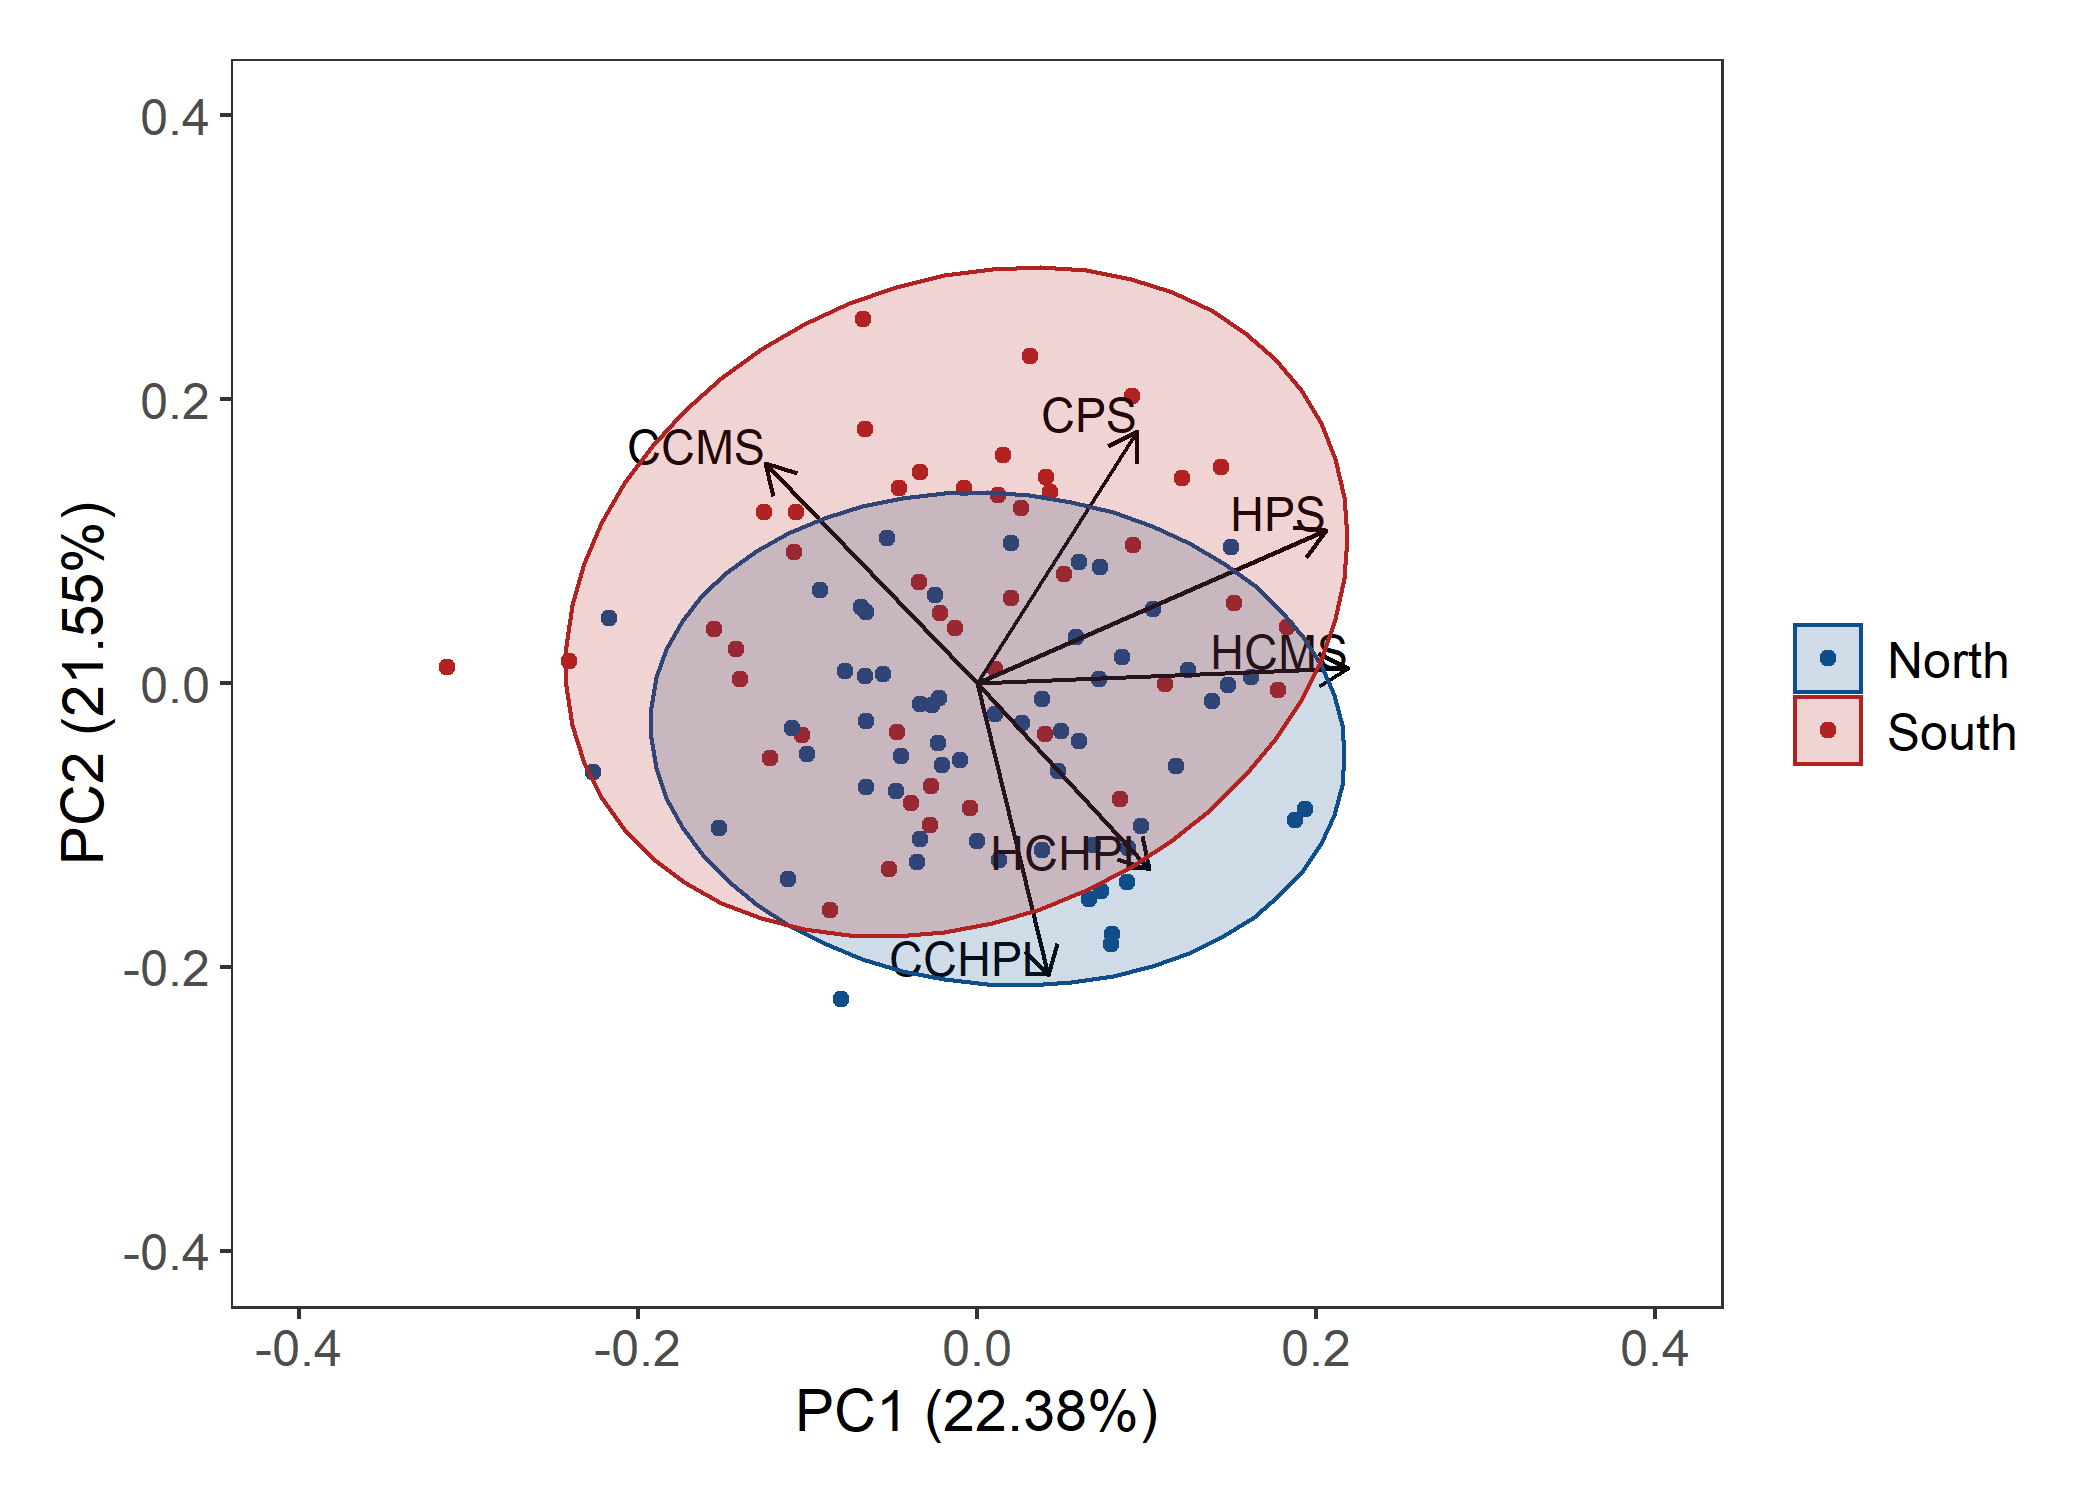 0.4
0.2
0.0
-0.2
-0.4
PC2 (21.55%)
CCMS
CPS
HPS
HCMS
HCHPL
CCHPL
North
South
-0.4
-0.2
0.0
0.2
0.4
PC1 (22.38%)